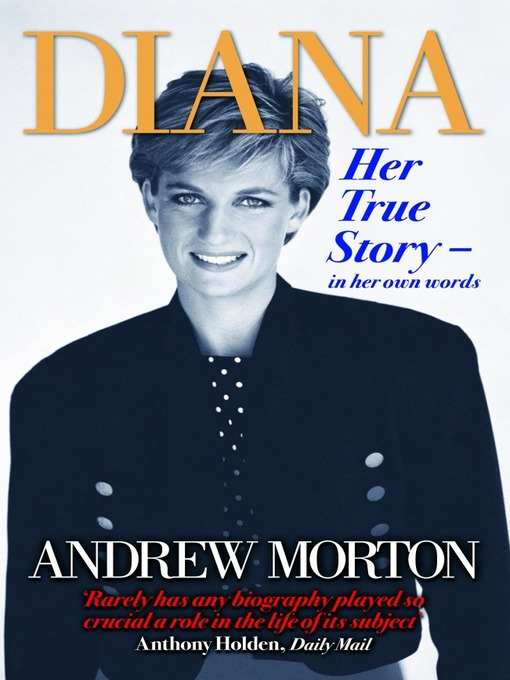 DIANA
Her
True
Story –
in her own words
ANDREW MORTON
‘Rarely has any biography played so
crucial a role in the life of its subject’
Anthony Holden, Daily Mail